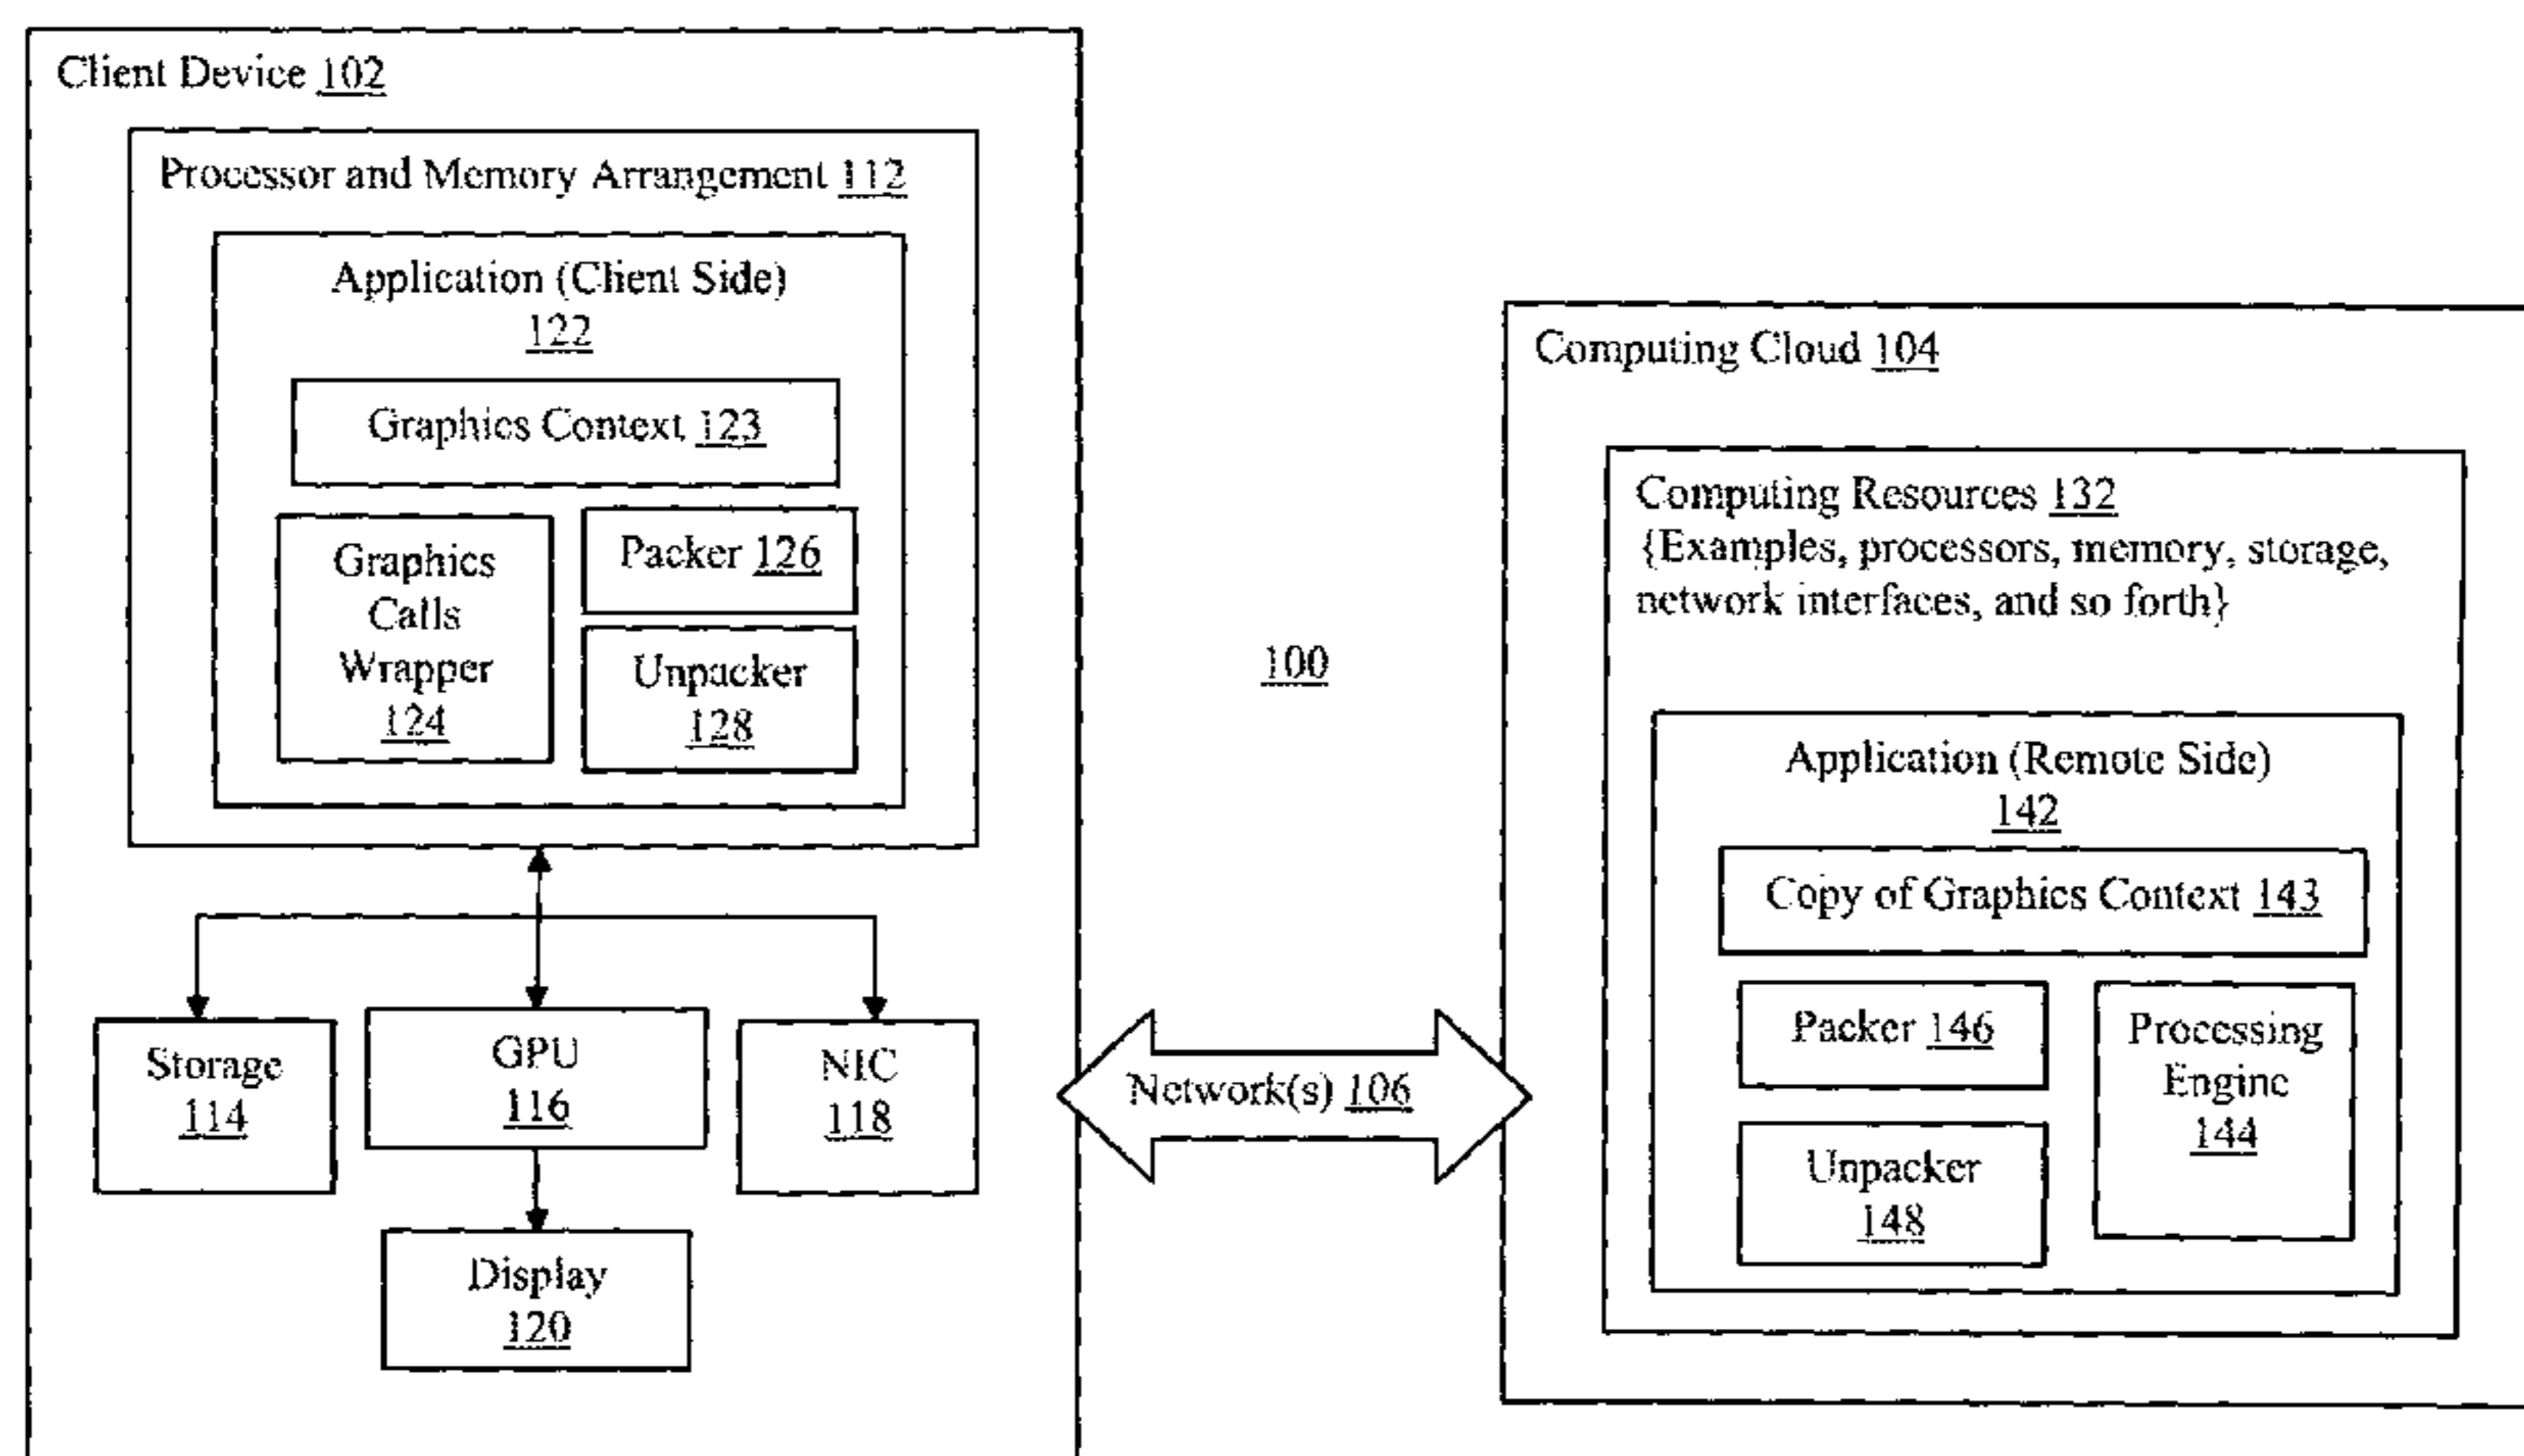 Client Device 102
Processor and Memory Arrangement 112
Application (Client Side)
122
Graphics Context 123
Graphics
Calls
Wrapper
124
Packer 126
Unpacker
128
Storage
114
GPU
116
NIC
118
Display
120
100
Network(s) 106
Computing Cloud 104
Computing Resources 132
{Examples, processors, memory, storage,
network interfaces, and so forth}
Application (Remote Side)
142
Copy of Graphics Context 143
Packer 146
Unpacker
148
Processing
Engine
144